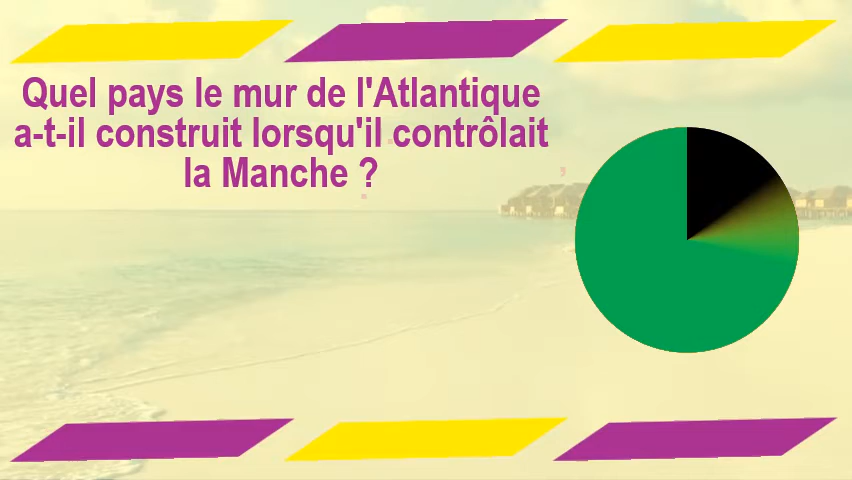 Quel pays le mur de l'Atlantique
a-t-il construit lorsqu'il contrôlait
la Manche ?